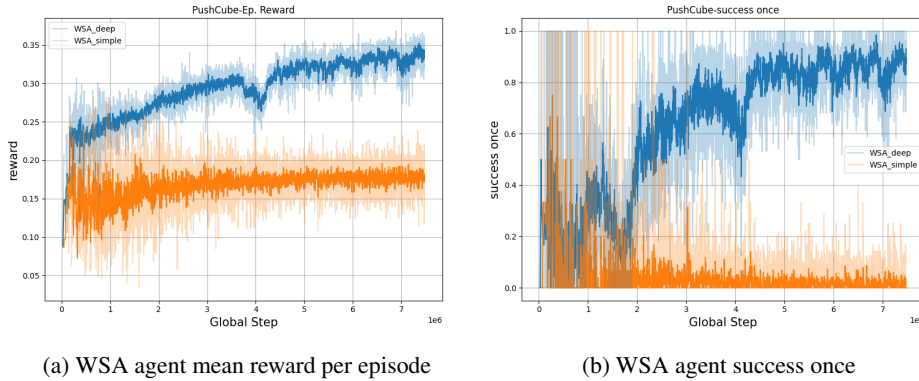 PushCube-Ep. Reward
WSA_deep
WSA_simple
0.35
0.30
0.25
0.20
0.15
0.10
0.05
reward
0 1 2 3 4 5 6 7
1e6
Global Step
(a) WSA agent mean reward per episode
PushCube-success once
1.0
0.8
0.6
0.4
0.2
0.0
success once
WSA_deep
WSA_simple
0 1 2 3 4 5 6 7
Global Step
(b) WSA agent success once